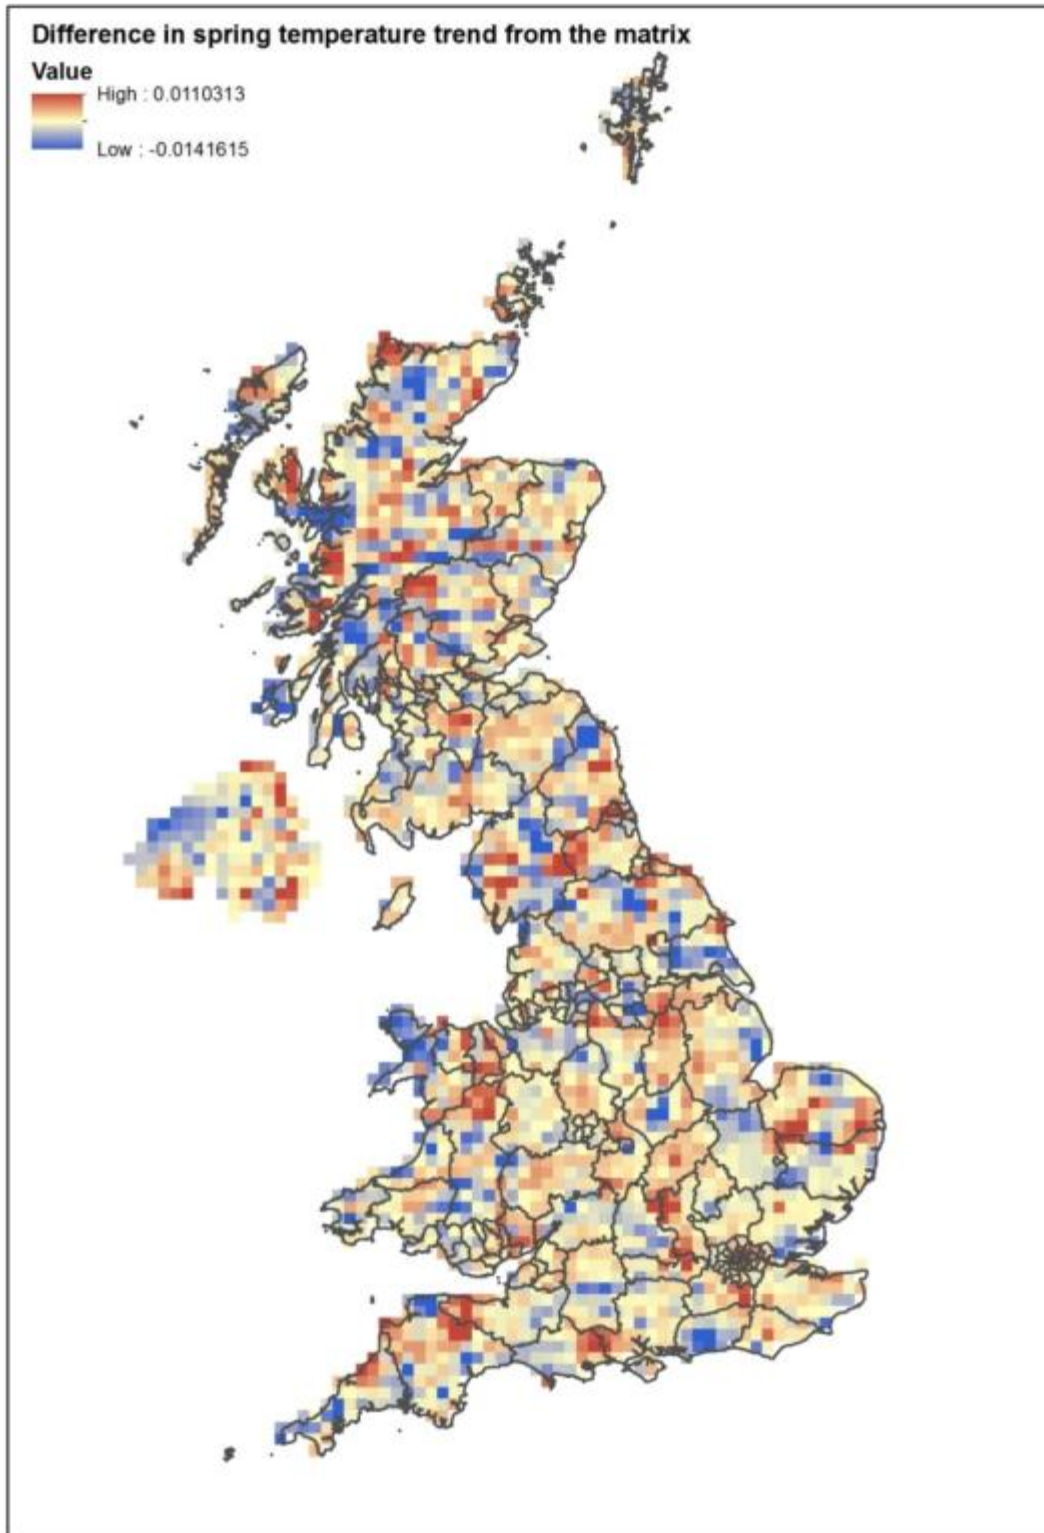 Difference in spring temperature trend from the matrix
Value
High : 0.0110313
Low : -0.0141615